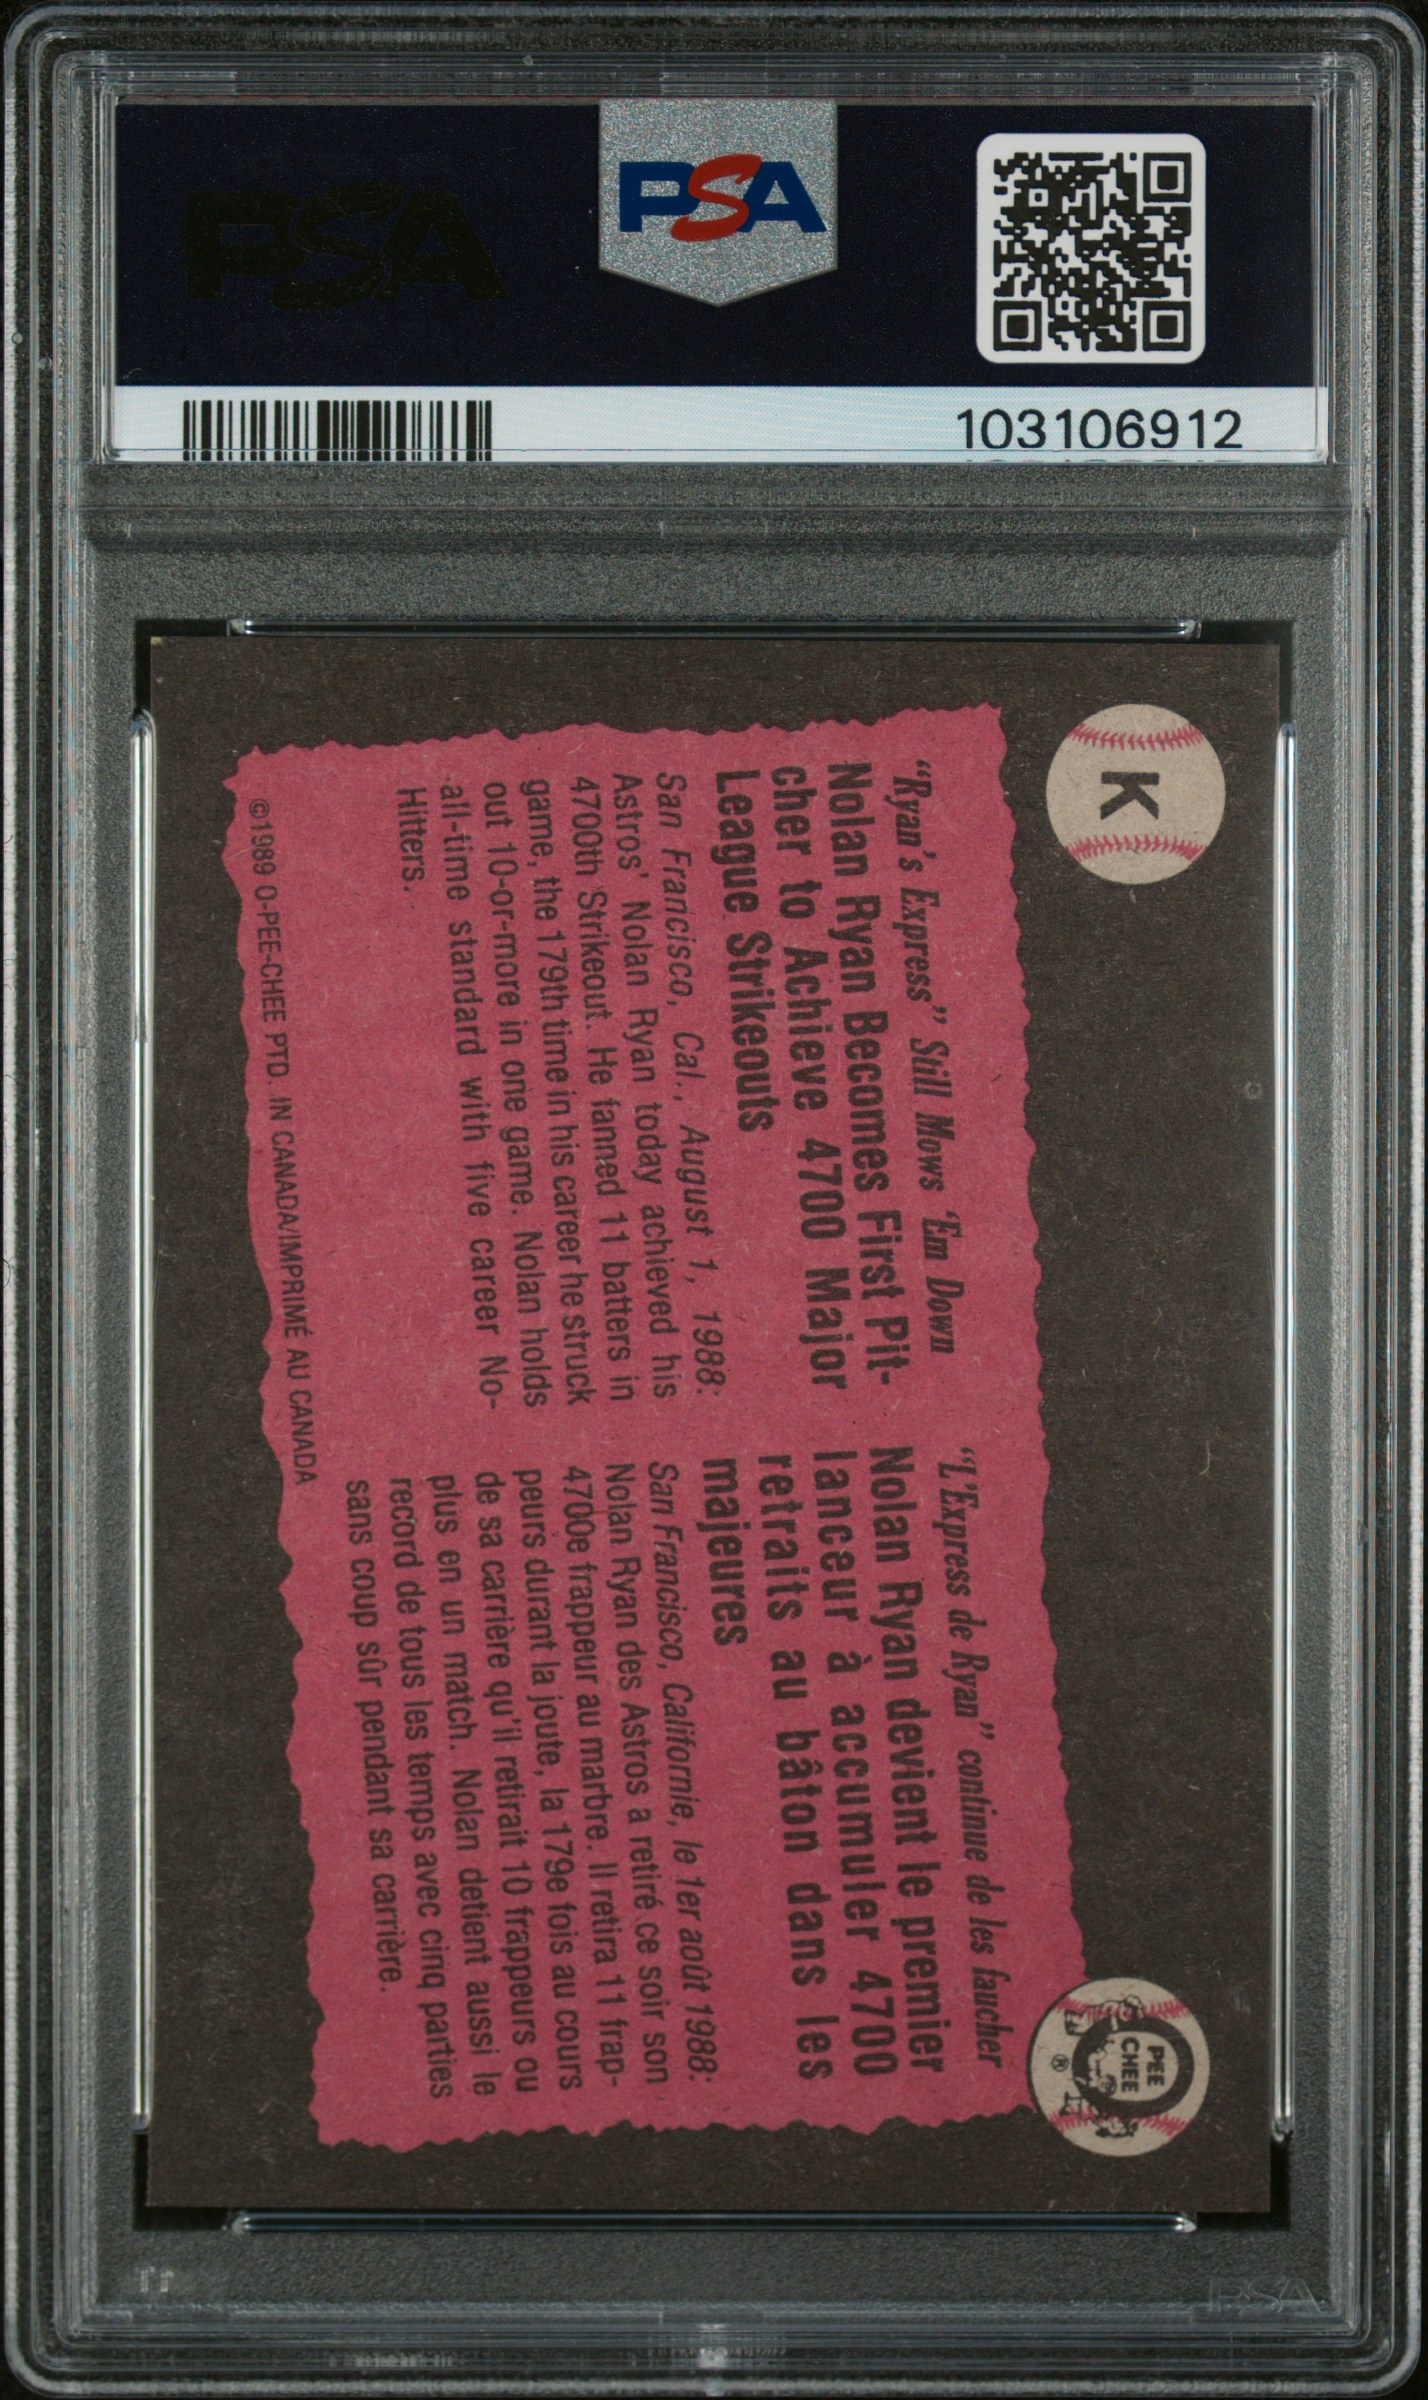 PSA
PSA
103106912
K
"Ryan's Express" Still Mows 'Em Down
Nolan Ryan Becomes First Pit-
cher to Achieve 4700 Major
League Strikeouts
San Francisco, Cal., August 1, 1988:
Astros' Nolan Ryan today achieved his
4700th Strikeout. He fanned 11 batters in
game, the 179th time in his career he struck
out 10-or-more in one game. Nolan holds
all-time standard with five career No-
Hitters.
"L'Express de Ryan" continue de les faucher
Nolan Ryan devient le premier
lanceur à accumuler 4700
retraits au bâton dans les
majeures
San Francisco, Californie, le 1er août 1988:
Nolan Ryan des Astros a retiré ce soir son
4700e frappeur au marbre. Il retira 11 frap-
peurs durant la joute, la 179e fois au cours
de sa carrière qu'il retirait 10 frappeurs ou
plus en un match. Nolan detient aussi le
record de tous les temps avec cinq parties
sans coup sûr pendant sa carrière.
©1989 O-PEE-CHEE PTD. IN CANADA/IMPRIMÉ AU CANADA
O
PEE
CHEE
®
PSA